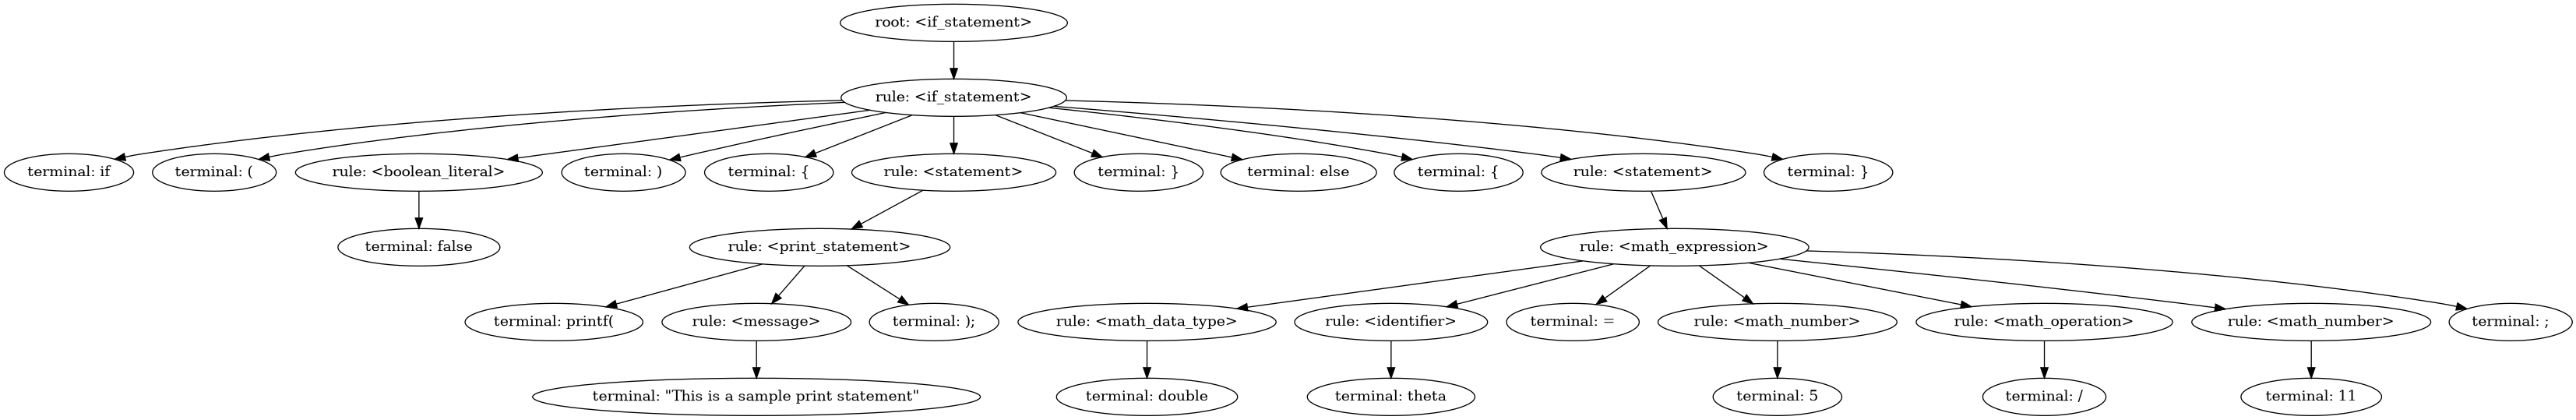 root: <if_statement>
rule: <if_statement>
terminal: if
terminal: (
rule: <boolean_literal>
terminal: )
terminal: {
rule: <statement>
terminal: }
terminal: else
terminal: {
rule: <statement>
terminal: }
terminal: false
rule: <print_statement>
rule: <math_expression>
terminal: printf(
rule: <message>
terminal: );
rule: <math_data_type>
rule: <identifier>
terminal: =
rule: <math_number>
rule: <math_operation>
rule: <math_number>
terminal: ;
terminal: "This is a sample print statement"
terminal: double
terminal: theta
terminal: 5
terminal: /
terminal: 11